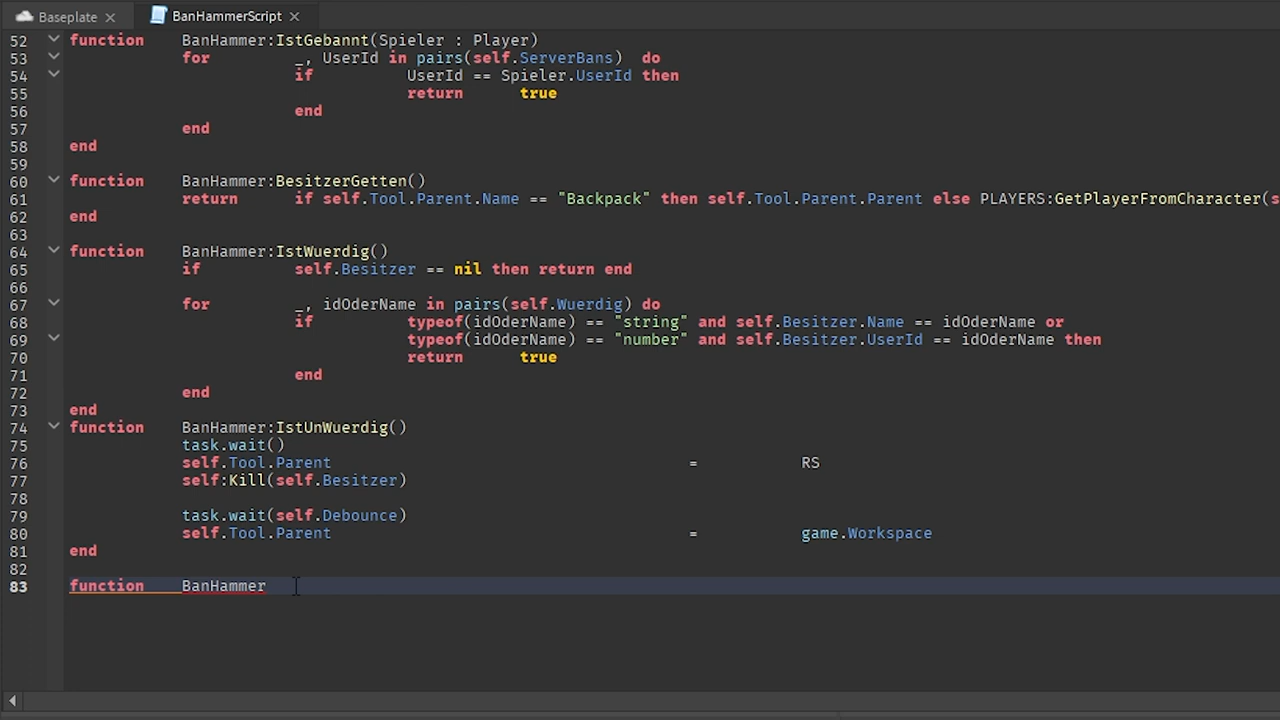 Baseplate BanHammerScript
52 function BanHammer:IstGebannt(Spieler : Player)
53 for _, UserId in pairs(self.ServerBans) do
54 if UserId == Spieler.UserId then
55 return true
56 end
57 end
58 end
59
60 function BanHammer:BesitzerGetten()
61 return if self.Tool.Parent.Name == "Backpack" then self.Tool.Parent.Parent else PLAYERS:GetPlayerFromCharacter(s
62 end
63
64 function BanHammer:IstWuerdig()
65 if self.Besitzer == nil then return end
66
67 for _, idOderName in pairs(self.Wuerdig) do
68 if typeof(idOderName) == "string" and self.Besitzer.Name == idOderName or
69 typeof(idOderName) == "number" and self.Besitzer.UserId == idOderName then
70 return true
71 end
72 end
73 end
74 function BanHammer:IstUnWuerdig()
75 task.wait()
76 self.Tool.Parent = RS
77 self:Kill(self.Besitzer)
78
79 task.wait(self.Debounce)
80 self.Tool.Parent = game.Workspace
81 end
82
83 function BanHammer